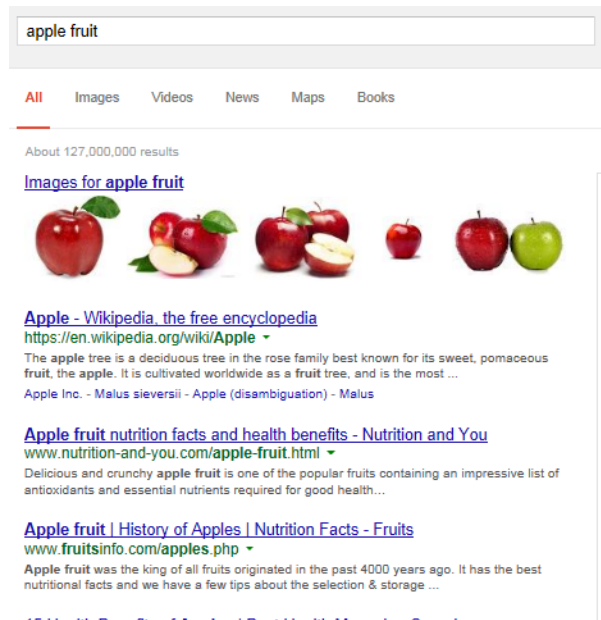 apple fruit
All Images Videos News Maps Books
About 127,000,000 results
Images for apple fruit
Apple - Wikipedia, the free encyclopedia
https://en.wikipedia.org/wiki/Apple
The apple tree is a deciduous tree in the rose family best known for its sweet, pomaceous
fruit, the apple. It is cultivated worldwide as a fruit tree, and is the most ...
Apple Inc. - Malus sieversii - Apple (disambiguation) - Malus
Apple fruit nutrition facts and health benefits - Nutrition and You
www.nutrition-and-you.com/apple-fruit.html
Delicious and crunchy apple fruit is one of the popular fruits containing an impressive list of
antioxidants and essential nutrients required for good health...
Apple fruit | History of Apples | Nutrition Facts - Fruits
www.fruitsinfo.com/apples.php
Apple fruit was the king of all fruits originated in the past 4000 years ago. It has the best
nutritional facts and we have a few tips about the selection & storage ...